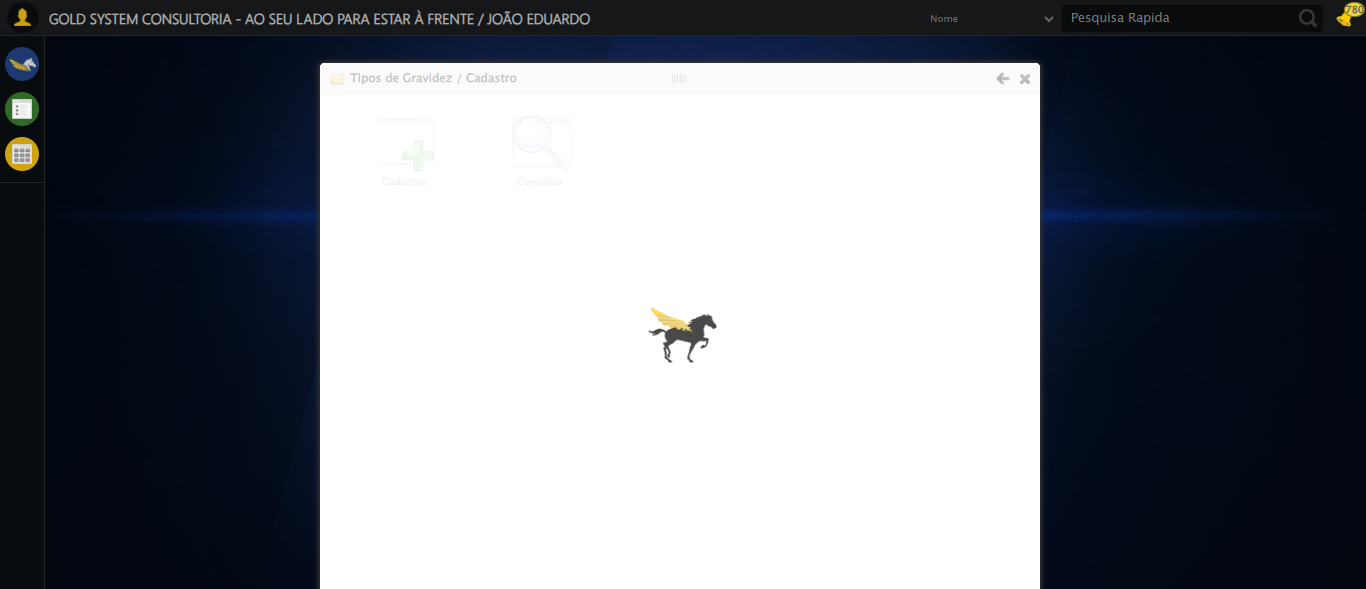 GOLD SYSTEM CONSULTORIA - AO SEU LADO PARA ESTAR À FRENTE / JOÃO EDUARDO
Nome
Pesquisa Rapida
780
Tipos de Gravidez / Cadastro
Cadastrar
Consultar